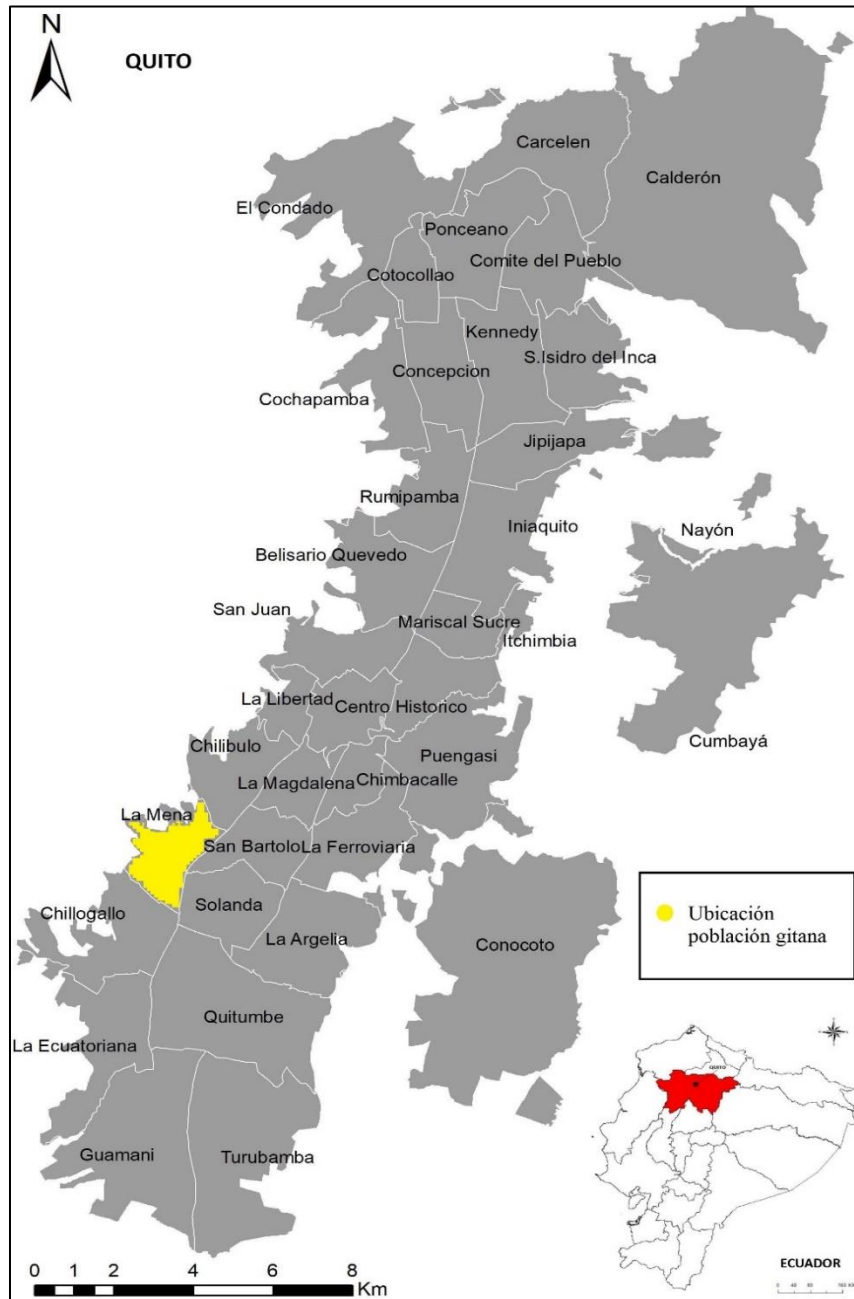 N
QUITO
Carcelen
Calderón
El Condado
Ponceano
Comite del Pueblo
Cotocollao
Kennedy
S.Isidro del Inca
Concepcion
Cochapamba
Jipijapa
Rumipamba
Iniaquito
Nayón
Belisario Quevedo
San Juan
Mariscal Sucre
Itchimbia
La Libertad
Centro Historico
Cumbayá
Chilibulo
Puengasi
La Magdalena
Chimbacalle
La Mena
San Bartolo
La Ferroviaria
Solanda
Chillogallo
La Argelia
Conocoto
Quitumbe
La Ecuatoriana
Guamani
Turubamba
Ubicación
población gitana
QUITO
ECUADOR
0 1 2 4 6 8
Km